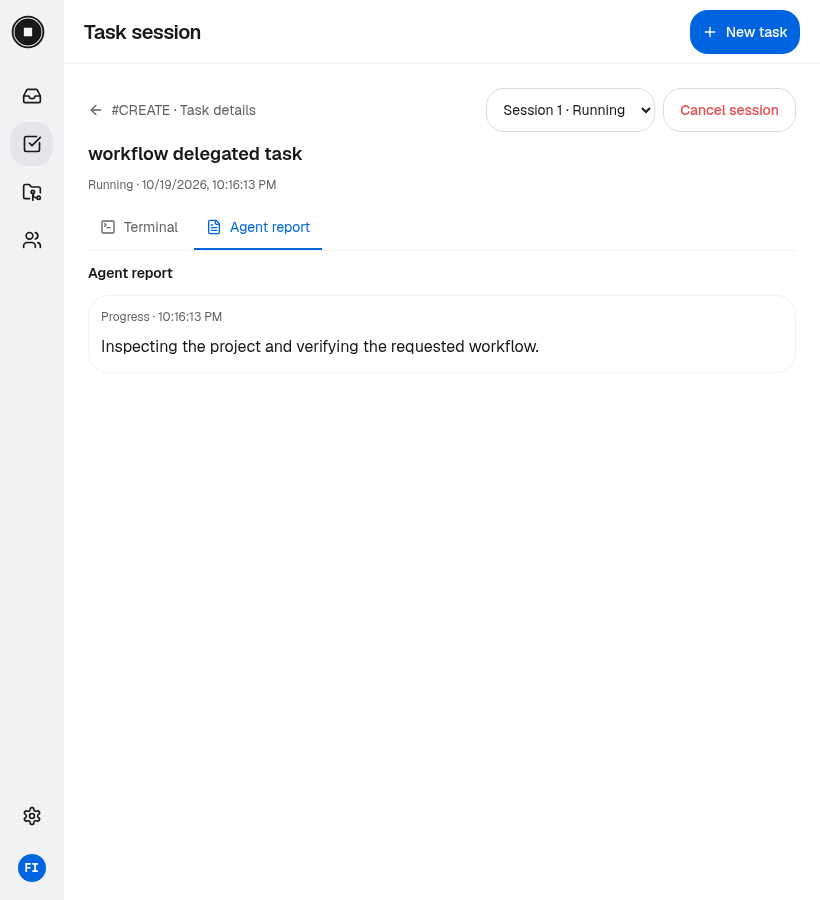 Task session
New task
#CREATE · Task details
Session 1 · Running
Cancel session
workflow delegated task
Running · 10/19/2026, 10:16:13 PM
Terminal
Agent report
Agent report
Progress · 10:16:13 PM
Inspecting the project and verifying the requested workflow.
FI